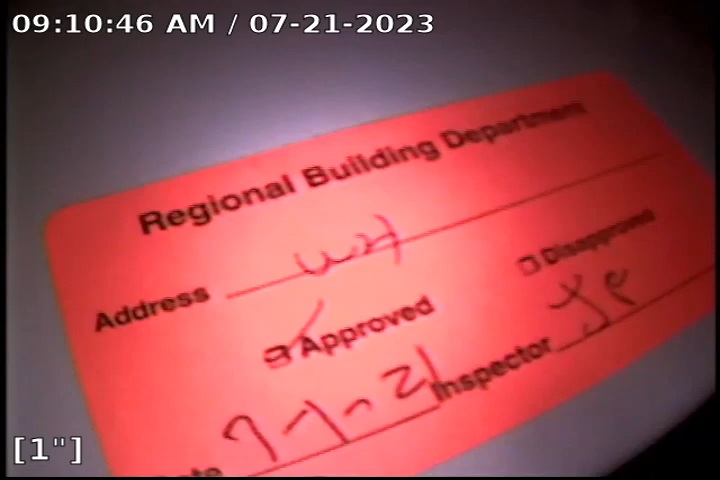 09:10:46 AM / 07-21-2023
Regional Building Department
Address
Disapproved
Approved
Inspector
[1"]